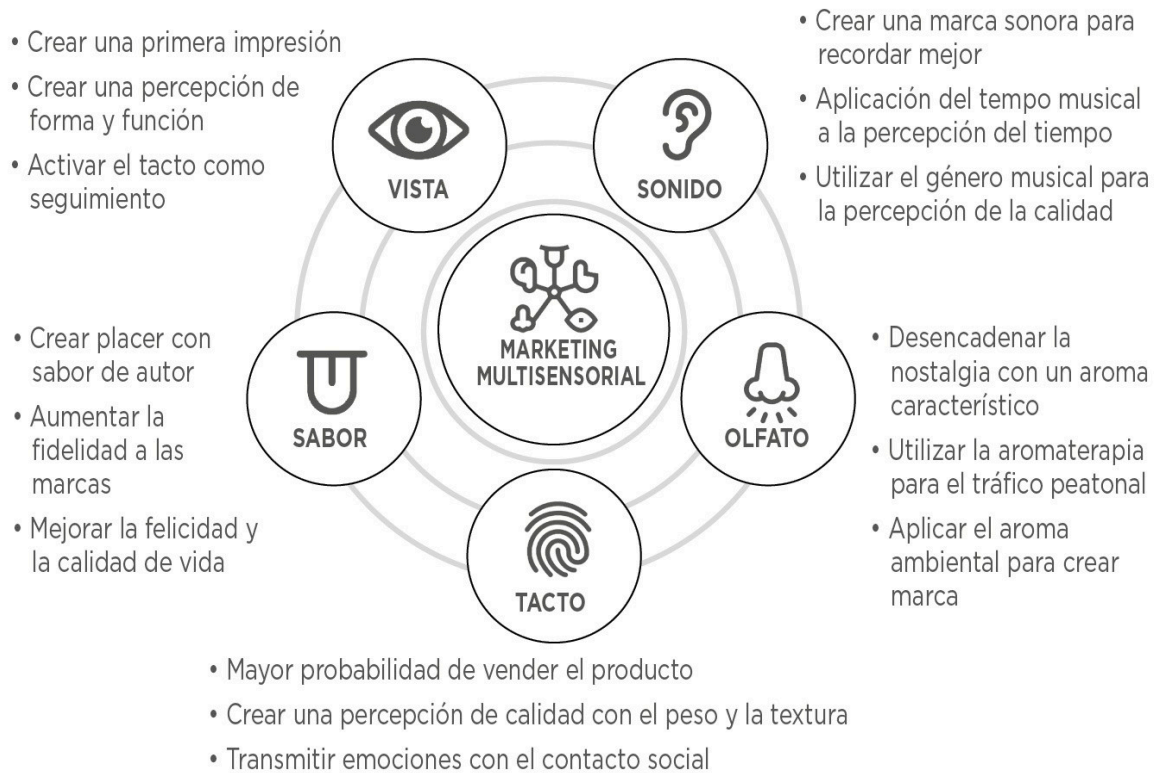 • Crear una primera impresión
• Crear una percepción de
forma y función
• Activar el tacto como
seguimiento
VISTA
• Crear una marca sonora para
recordar mejor
• Aplicación del tempo musical
a la percepción del tiempo
• Utilizar el género musical para
la percepción de la calidad
SONIDO
MARKETING
MULTISENSORIAL
• Crear placer con
sabor de autor
• Aumentar la
fidelidad a las
marcas
• Mejorar la felicidad y
la calidad de vida
SABOR
• Desencadenar la
nostalgia con un aroma
característico
• Utilizar la aromaterapia
para el tráfico peatonal
• Aplicar el aroma
ambiental para crear
marca
OLFATO
TACTO
• Mayor probabilidad de vender el producto
• Crear una percepción de calidad con el peso y la textura
• Transmitir emociones con el contacto social